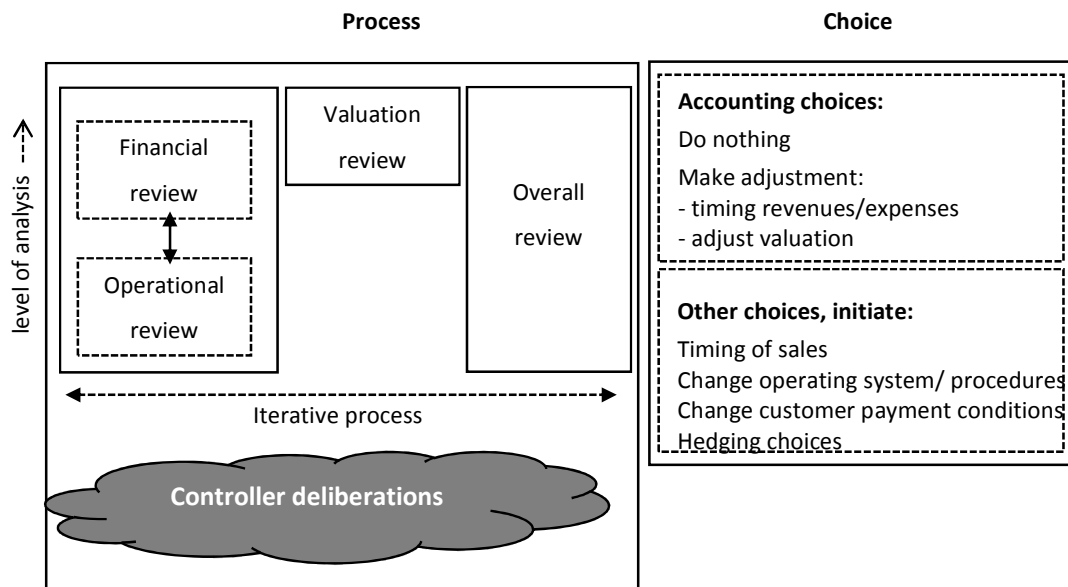 Process
Choice
level of analysis
Financial
review
Operational
review
Valuation
review
Overall
review
Iterative process
Controller deliberations
Accounting choices:
Do nothing
Make adjustment:
- timing revenues/expenses
- adjust valuation
Other choices, initiate:
Timing of sales
Change operating system/ procedures
Change customer payment conditions
Hedging choices